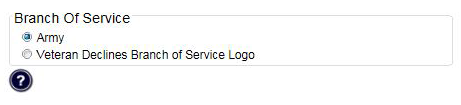 Branch Of Service
Army
Veteran Declines Branch of Service Logo
?